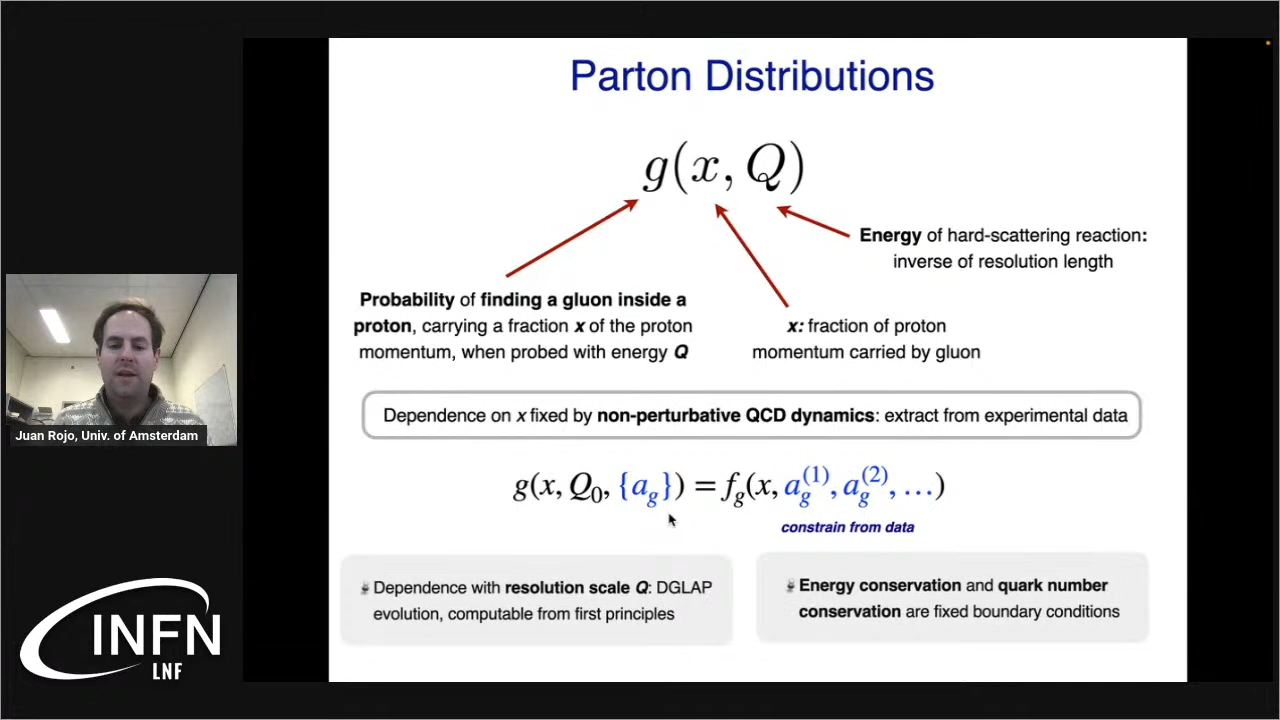 Parton Distributions
g(x, Q)
Energy of hard-scattering reaction:
inverse of resolution length
Probability of finding a gluon inside a
proton, carrying a fraction x of the proton
momentum, when probed with energy Q
x: fraction of proton
momentum carried by gluon
Dependence on x fixed by non-perturbative QCD dynamics: extract from experimental data
g(x, Q₀, {a_g}) = f_g(x, a_g^(1), a_g^(2), …)
constrain from data
Dependence with resolution scale Q: DGLAP
evolution, computable from first principles
Energy conservation and quark number
conservation are fixed boundary conditions
Juan Rojo, Univ. of Amsterdam
INFN
LNF